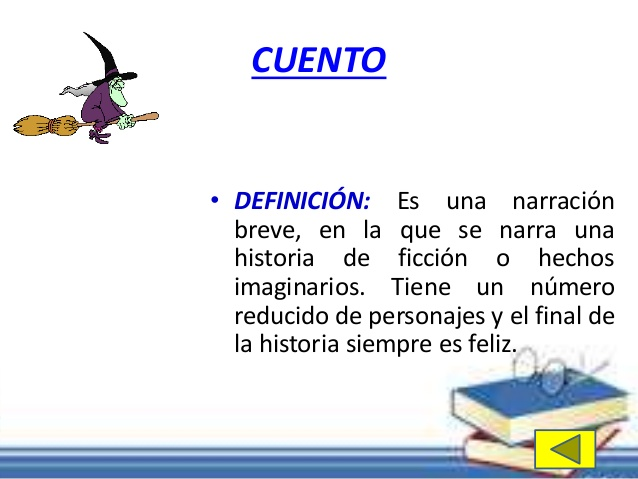 CUENTO
• DEFINICIÓN: Es una narración
breve, en la que se narra una
historia de ficción o hechos
imaginarios. Tiene un número
reducido de personajes y el final de
la historia siempre es feliz.